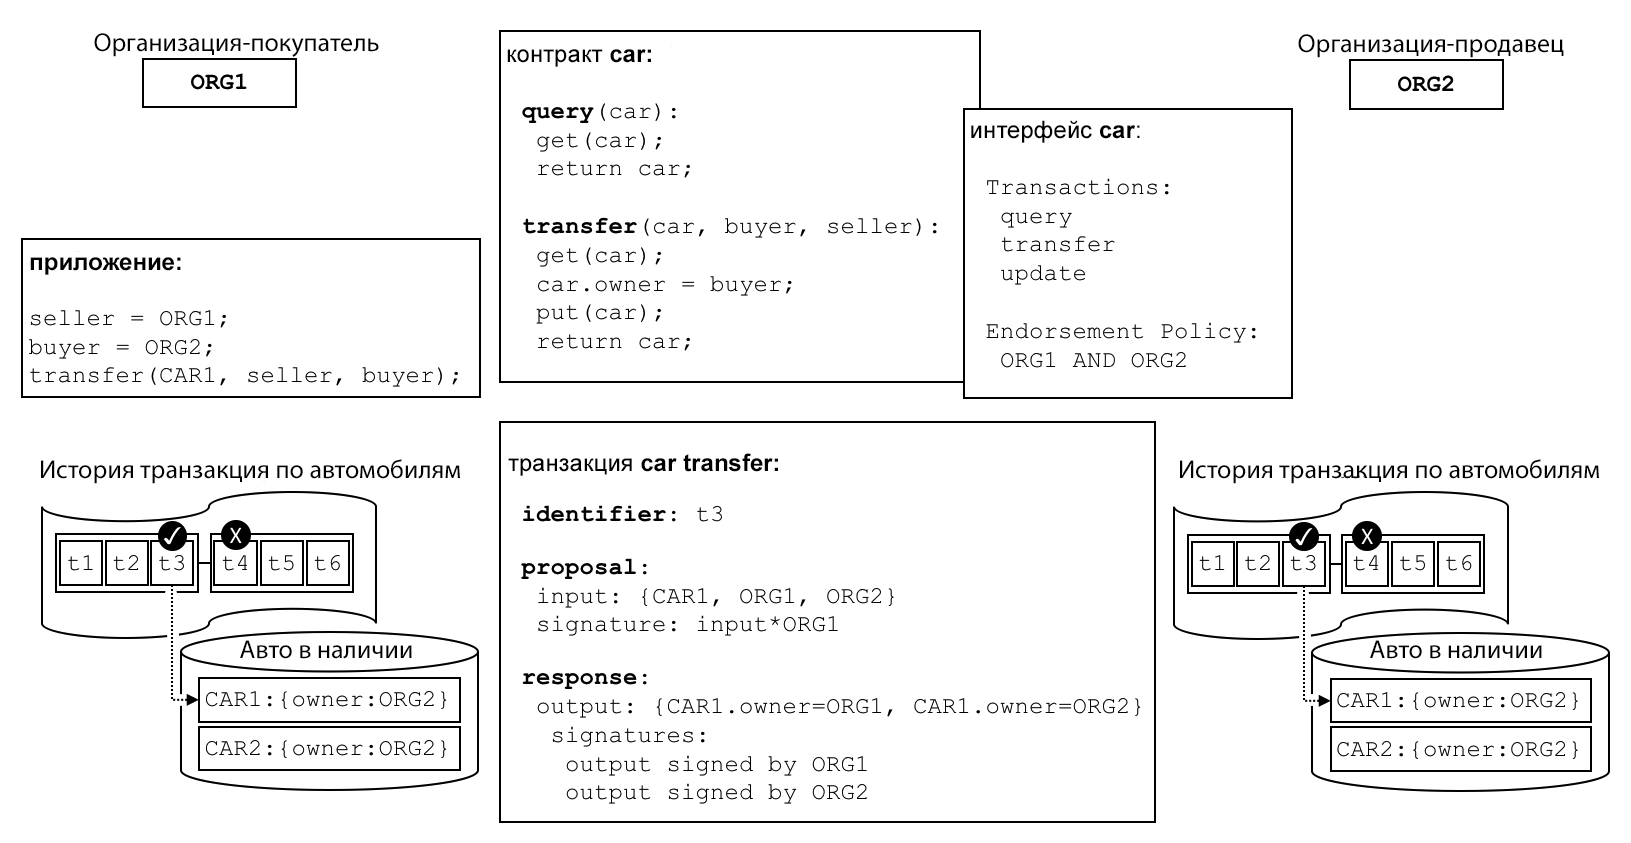 Организация-покупатель
ORG1
контракт car:
query(car):
get(car);
return car;
transfer(car, buyer, seller):
get(car);
car.owner = buyer;
put(car);
return car;
интерфейс car:
Transactions:
query
transfer
update
Endorsement Policy:
ORG1 AND ORG2
Организация-продавец
ORG2
приложение:
seller = ORG1;
buyer = ORG2;
transfer(CAR1, seller, buyer);
История транзакция по автомобилям
✓ X
t1 t2 t3 t4 t5 t6
Авто в наличии
CAR1:{owner:ORG2}
CAR2:{owner:ORG2}
транзакция car transfer:
identifier: t3
proposal:
input: {CAR1, ORG1, ORG2}
signature: input*ORG1
response:
output: {CAR1.owner=ORG1, CAR1.owner=ORG2}
signatures:
output signed by ORG1
output signed by ORG2
История транзакция по автомобилям
✓ X
t1 t2 t3 t4 t5 t6
Авто в наличии
CAR1:{owner:ORG2}
CAR2:{owner:ORG2}